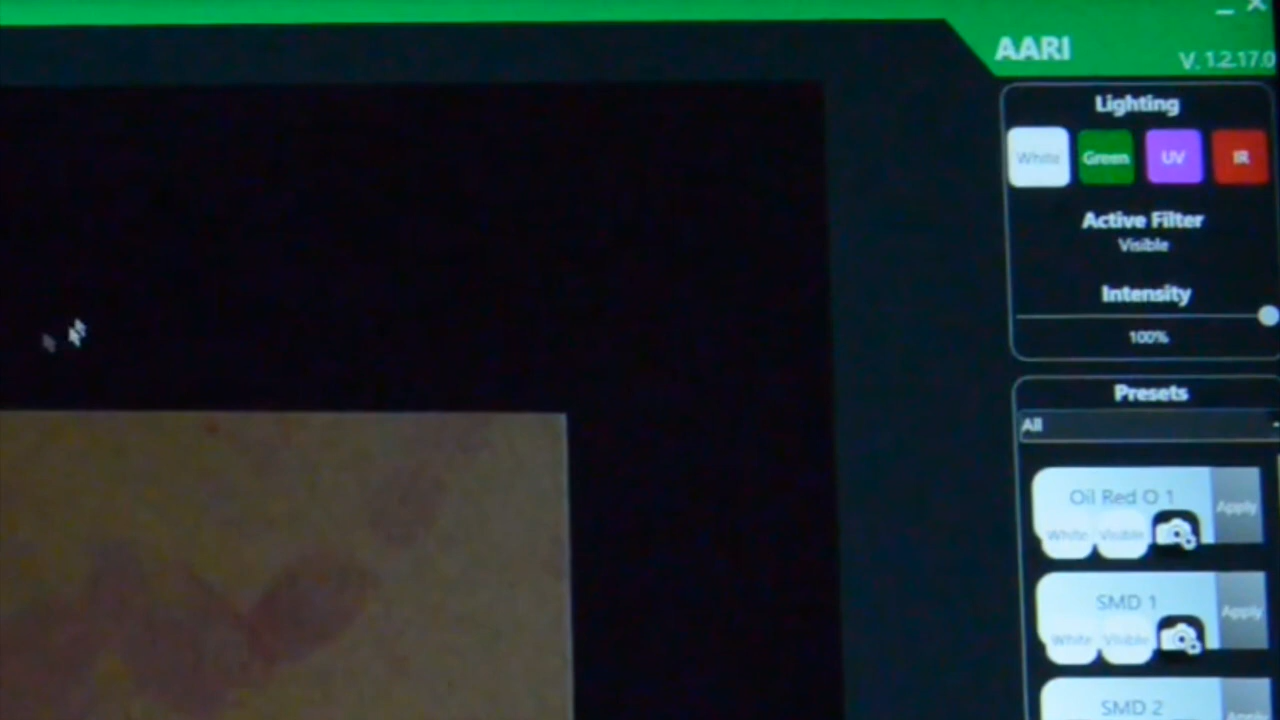 AARI
V. 1.2.17.0
Lighting
White Green UV IR
Active Filter
Visible
Intensity
100%
Presets
All
Oil Red O 1
Apply
White Visible
SMD 1
Apply
White Visible
SMD 2
Apply